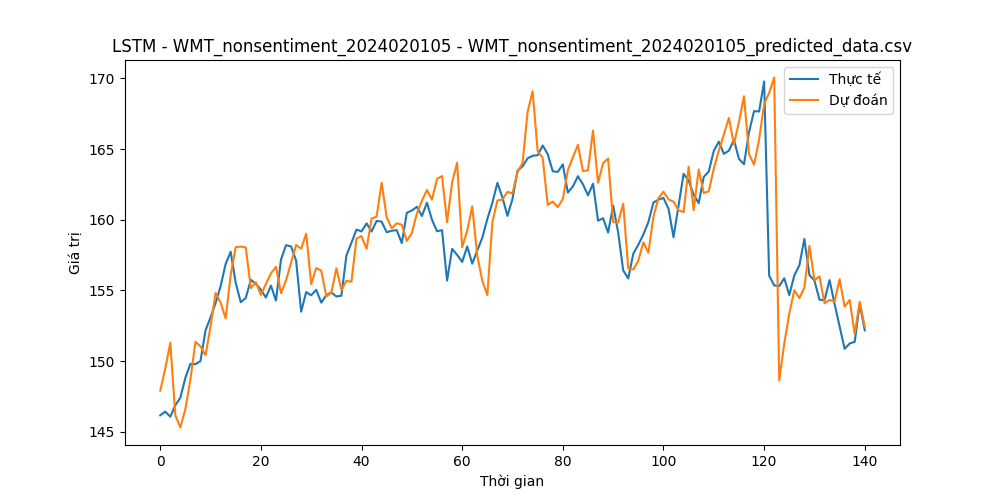 LSTM - WMT_nonsentiment_2024020105 - WMT_nonsentiment_2024020105_predicted_data.csv
Thực tế
Dự đoán
170
165
160
155
150
145
Giá trị
0 20 40 60 80 100 120 140
Thời gian